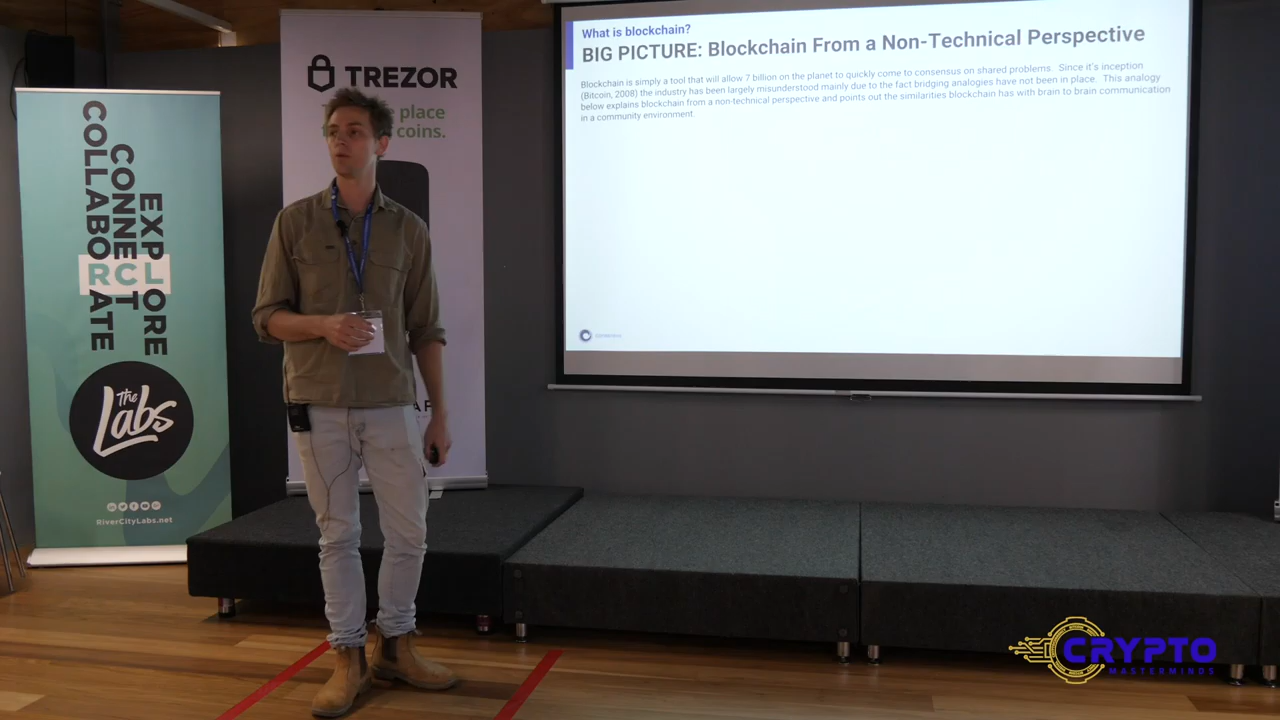 COLLABORATE
CONNECT
EXPLORE
the
Labs
RiverCityLabs.net
TREZOR
place
coins.
What is blockchain?
BIG PICTURE: Blockchain From a Non-Technical Perspective
Blockchain is simply a tool that will allow 7 billion on the planet to quickly come to consensus on shared problems. Since it's inception
(Bitcoin, 2008) the industry has been largely misunderstood mainly due to the fact bridging analogies have not been in place. This analogy
below explains blockchain from a non-technical perspective and points out the similarities blockchain has with brain to brain communication
in a community environment.
CRYPTO
MASTERMINDS